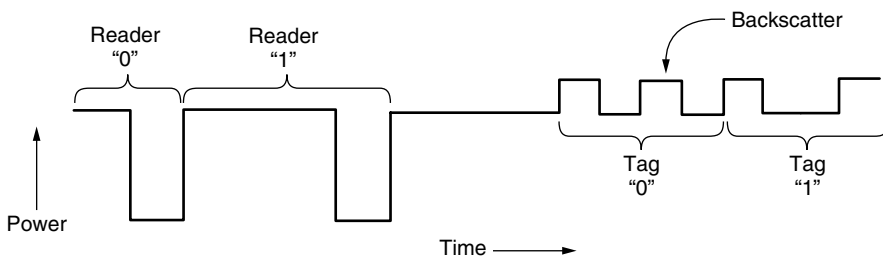 Backscatter
Reader
“0”
Reader
“1”
Tag
“0”
Tag
“1”
Power
Time